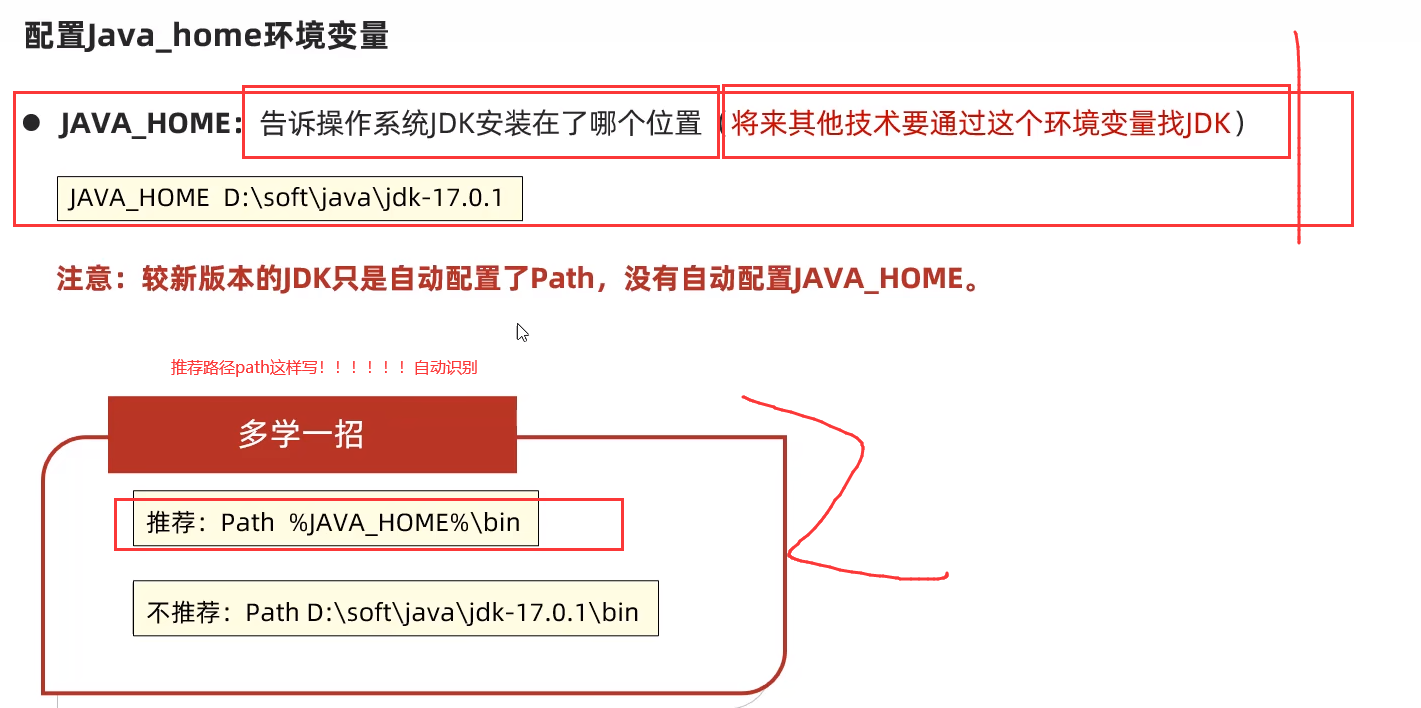 配置Java_home环境变量
JAVA_HOME：告诉操作系统JDK安装在了哪个位置（将来其他技术要通过这个环境变量找JDK）
JAVA_HOME D:\soft\java\jdk-17.0.1
注意：较新版本的JDK只是自动配置了Path，没有自动配置JAVA_HOME。
推荐路径path这样写！！！！！！自动识别
多学一招
推荐：Path %JAVA_HOME%\bin
不推荐：Path D:\soft\java\jdk-17.0.1\bin